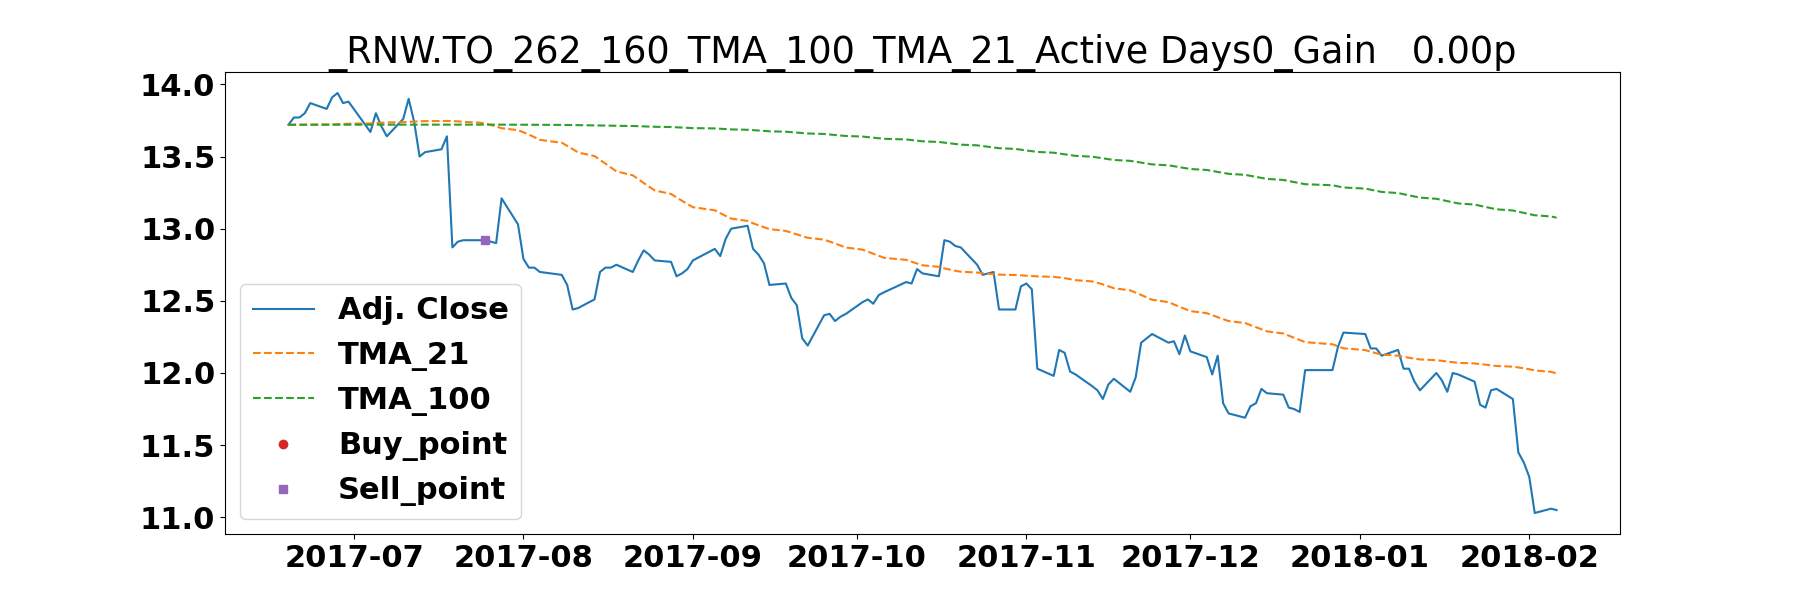 _RNW.TO_262_160_TMA_100_TMA_21_Active Days0_Gain   0.00p
14.0
13.5
13.0
12.5
12.0
11.5
11.0
Adj. Close
TMA_21
TMA_100
Buy_point
Sell_point
2017-07 2017-08 2017-09 2017-10 2017-11 2017-12 2018-01 2018-02